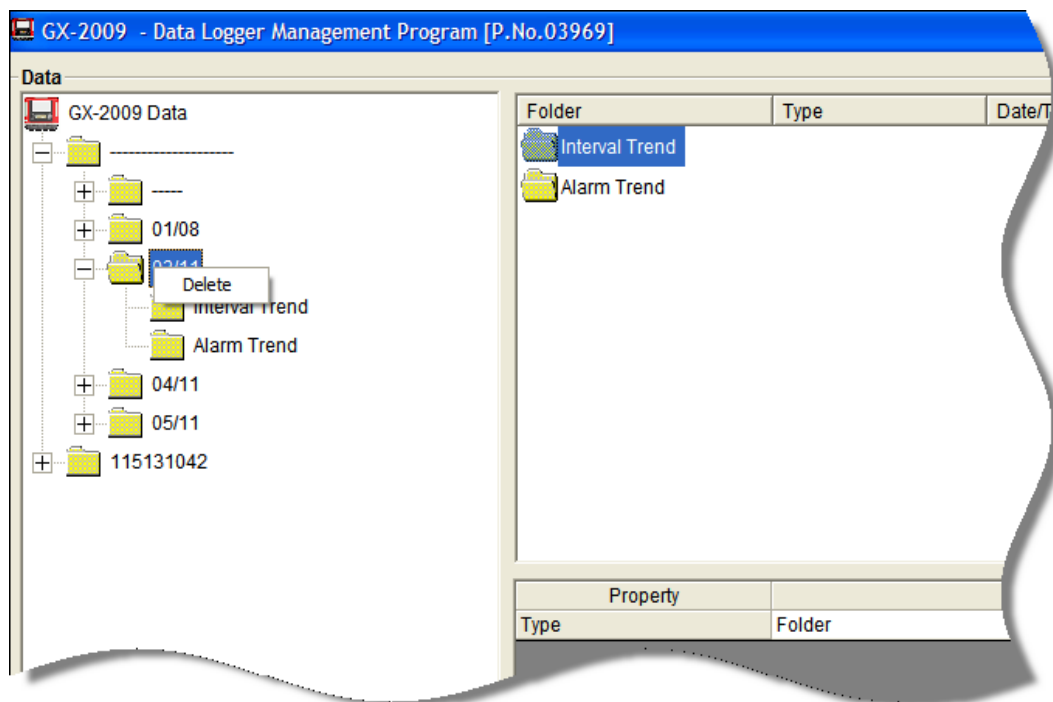 GX-2009 - Data Logger Management Program [P.No.03969]
Data
GX-2009 Data
-------------------
-----
01/08
Delete
Interval Trend
Alarm Trend
04/11
05/11
115131042
Folder Type Date/T
Interval Trend
Alarm Trend
Property
Type Folder